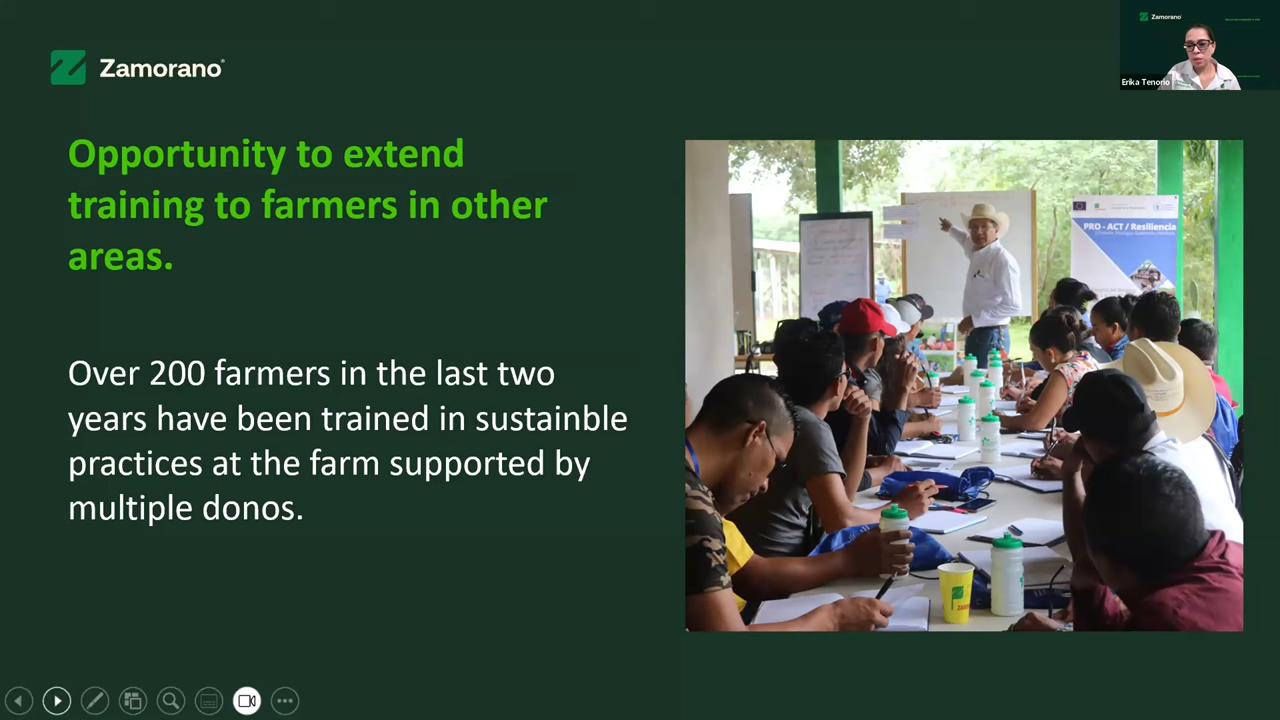 Zamorano
Zamorano
Erika Tenorio
Opportunity to extend
training to farmers in other
areas.
Over 200 farmers in the last two
years have been trained in sustainble
practices at the farm supported by
multiple donos.
PRO - ACT / Resiliencia